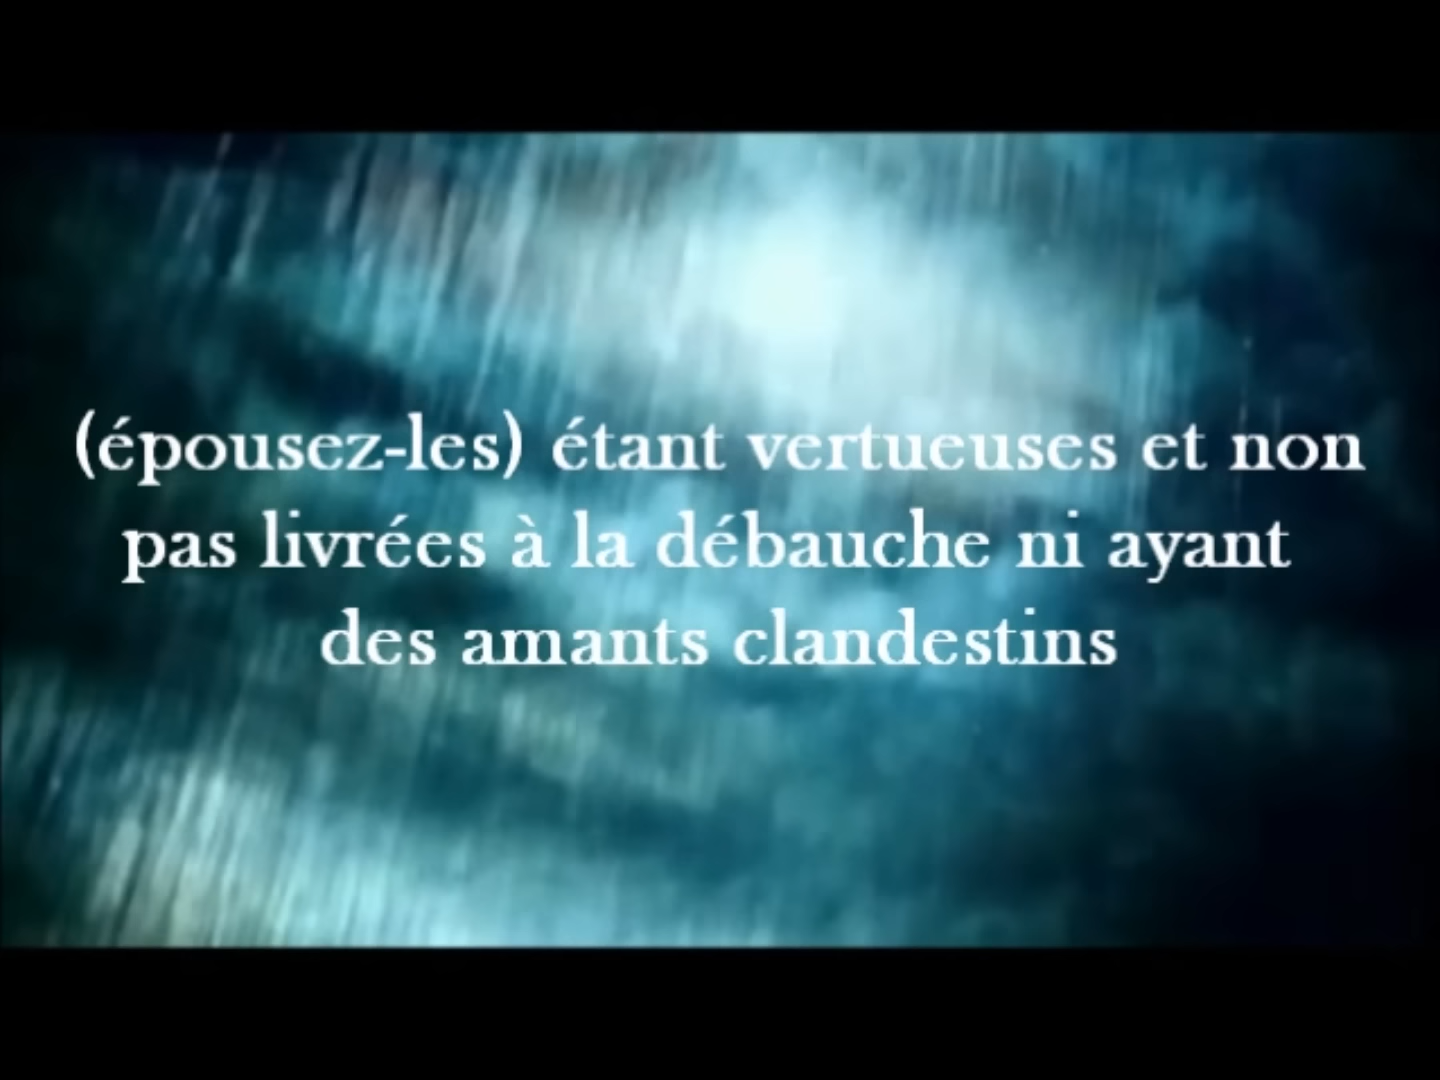 (épousez-les) étant vertueuses et non
pas livrées à la débauche ni ayant
des amants clandestins